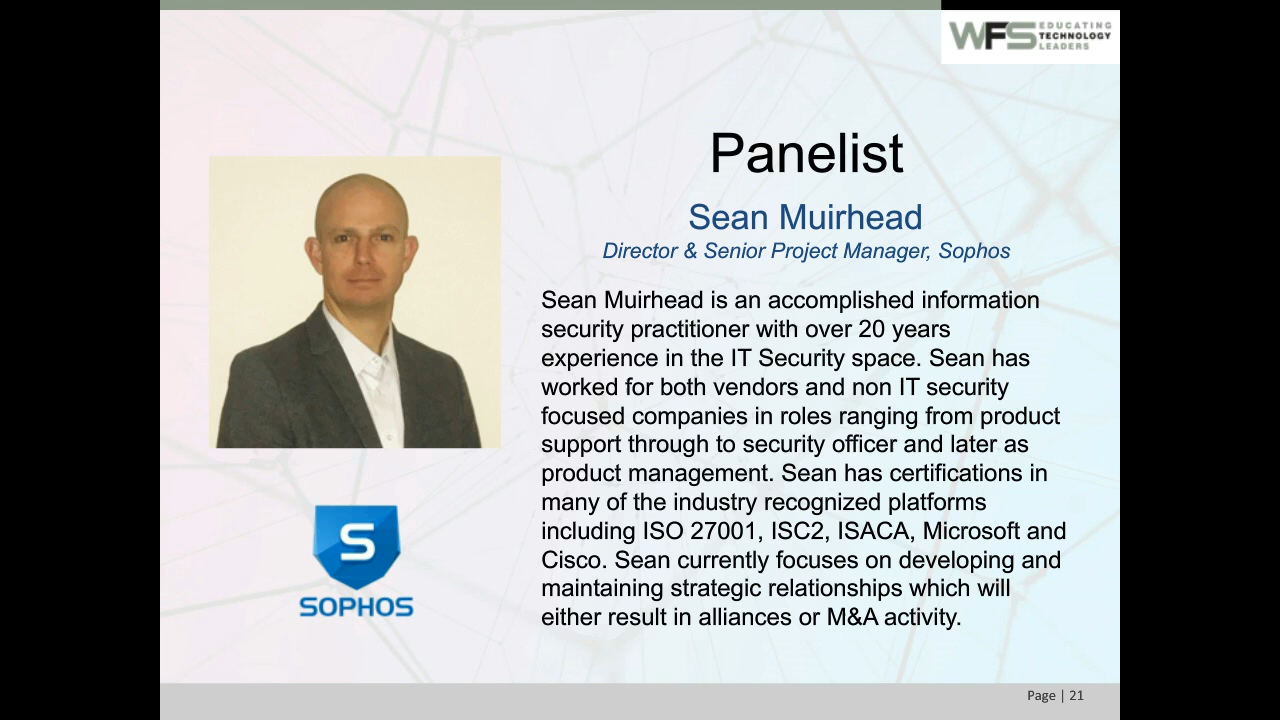 WFS EDUCATING
TECHNOLOGY
LEADERS
Panelist
Sean Muirhead
Director & Senior Project Manager, Sophos
Sean Muirhead is an accomplished information
security practitioner with over 20 years
experience in the IT Security space. Sean has
worked for both vendors and non IT security
focused companies in roles ranging from product
support through to security officer and later as
product management. Sean has certifications in
many of the industry recognized platforms
including ISO 27001, ISC2, ISACA, Microsoft and
Cisco. Sean currently focuses on developing and
maintaining strategic relationships which will
either result in alliances or M&A activity.
S
SOPHOS
Page | 21